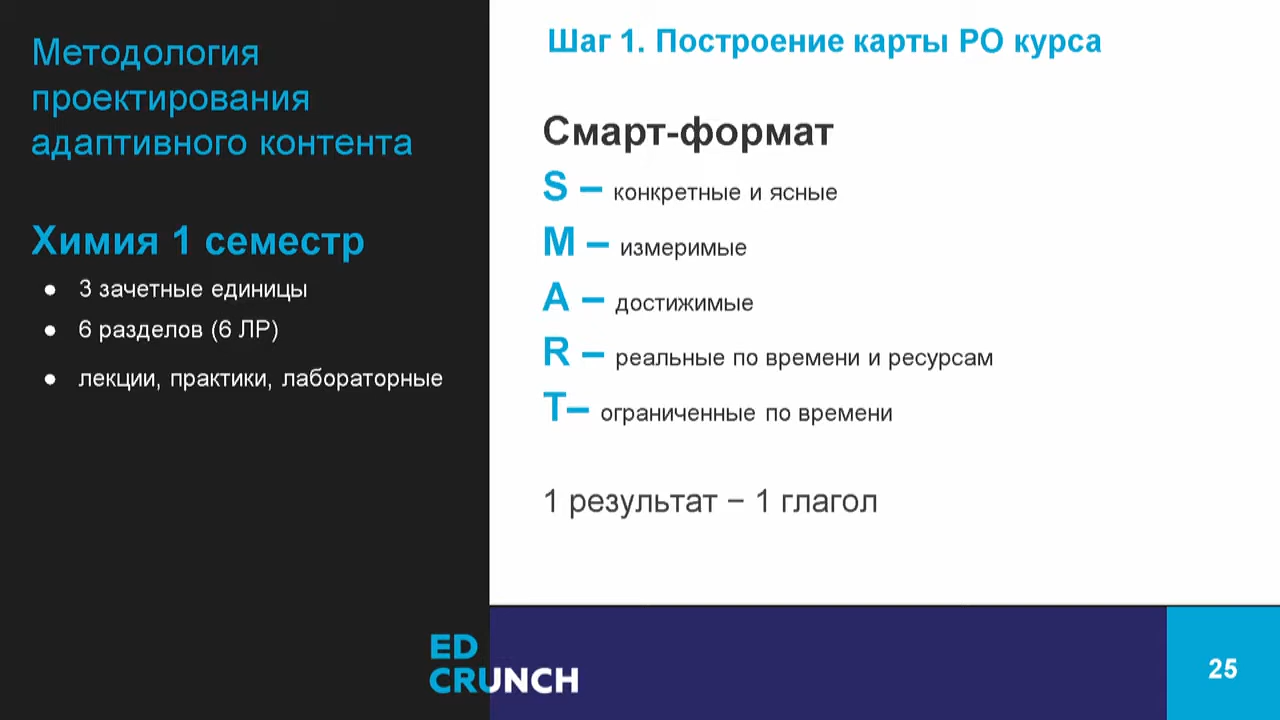 Методология
проектирования
адаптивного контента
Химия 1 семестр
● 3 зачетные единицы
● 6 разделов (6 ЛР)
● лекции, практики, лабораторные
Шаг 1. Построение карты РО курса
Смарт-формат
S – конкретные и ясные
M – измеримые
A – достижимые
R – реальные по времени и ресурсам
T– ограниченные по времени
1 результат – 1 глагол
ED
CRUNCH
25